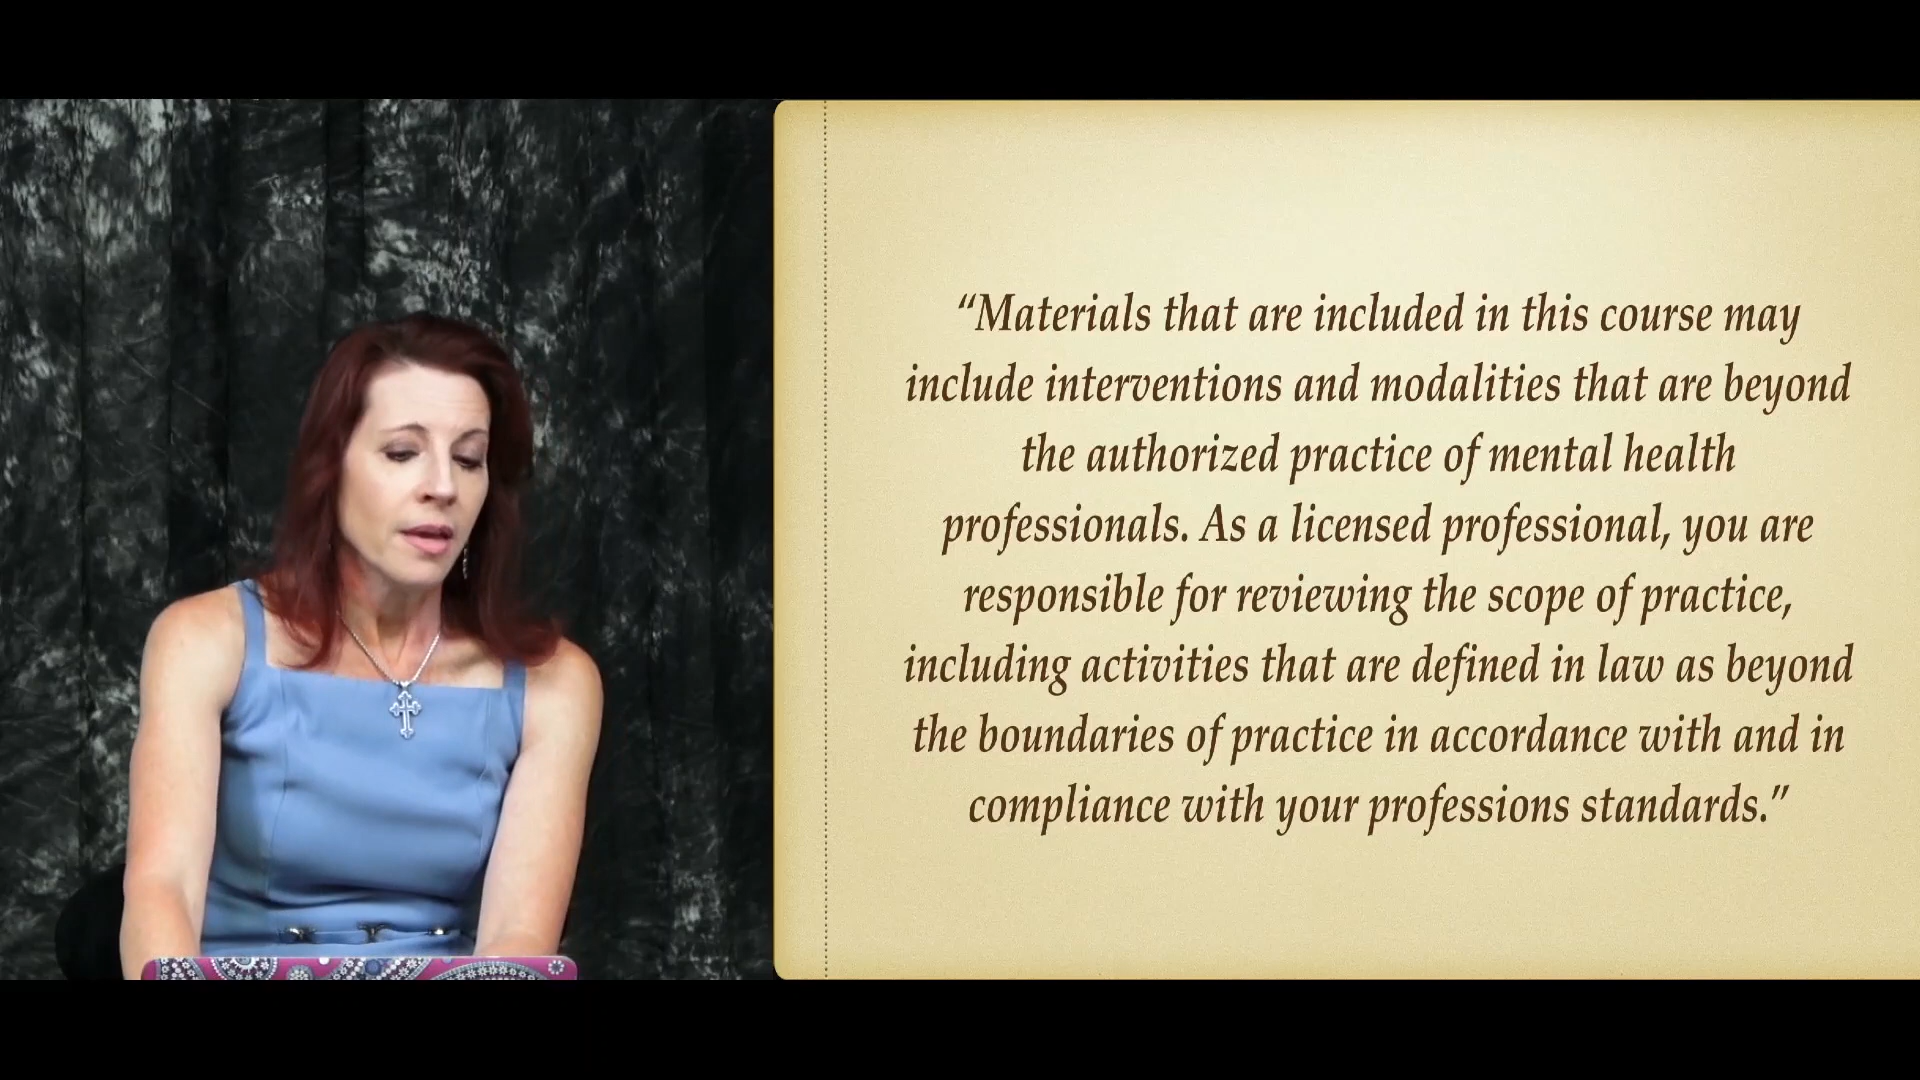 “Materials that are included in this course may
include interventions and modalities that are beyond
the authorized practice of mental health
professionals. As a licensed professional, you are
responsible for reviewing the scope of practice,
including activities that are defined in law as beyond
the boundaries of practice in accordance with and in
compliance with your professions standards.”